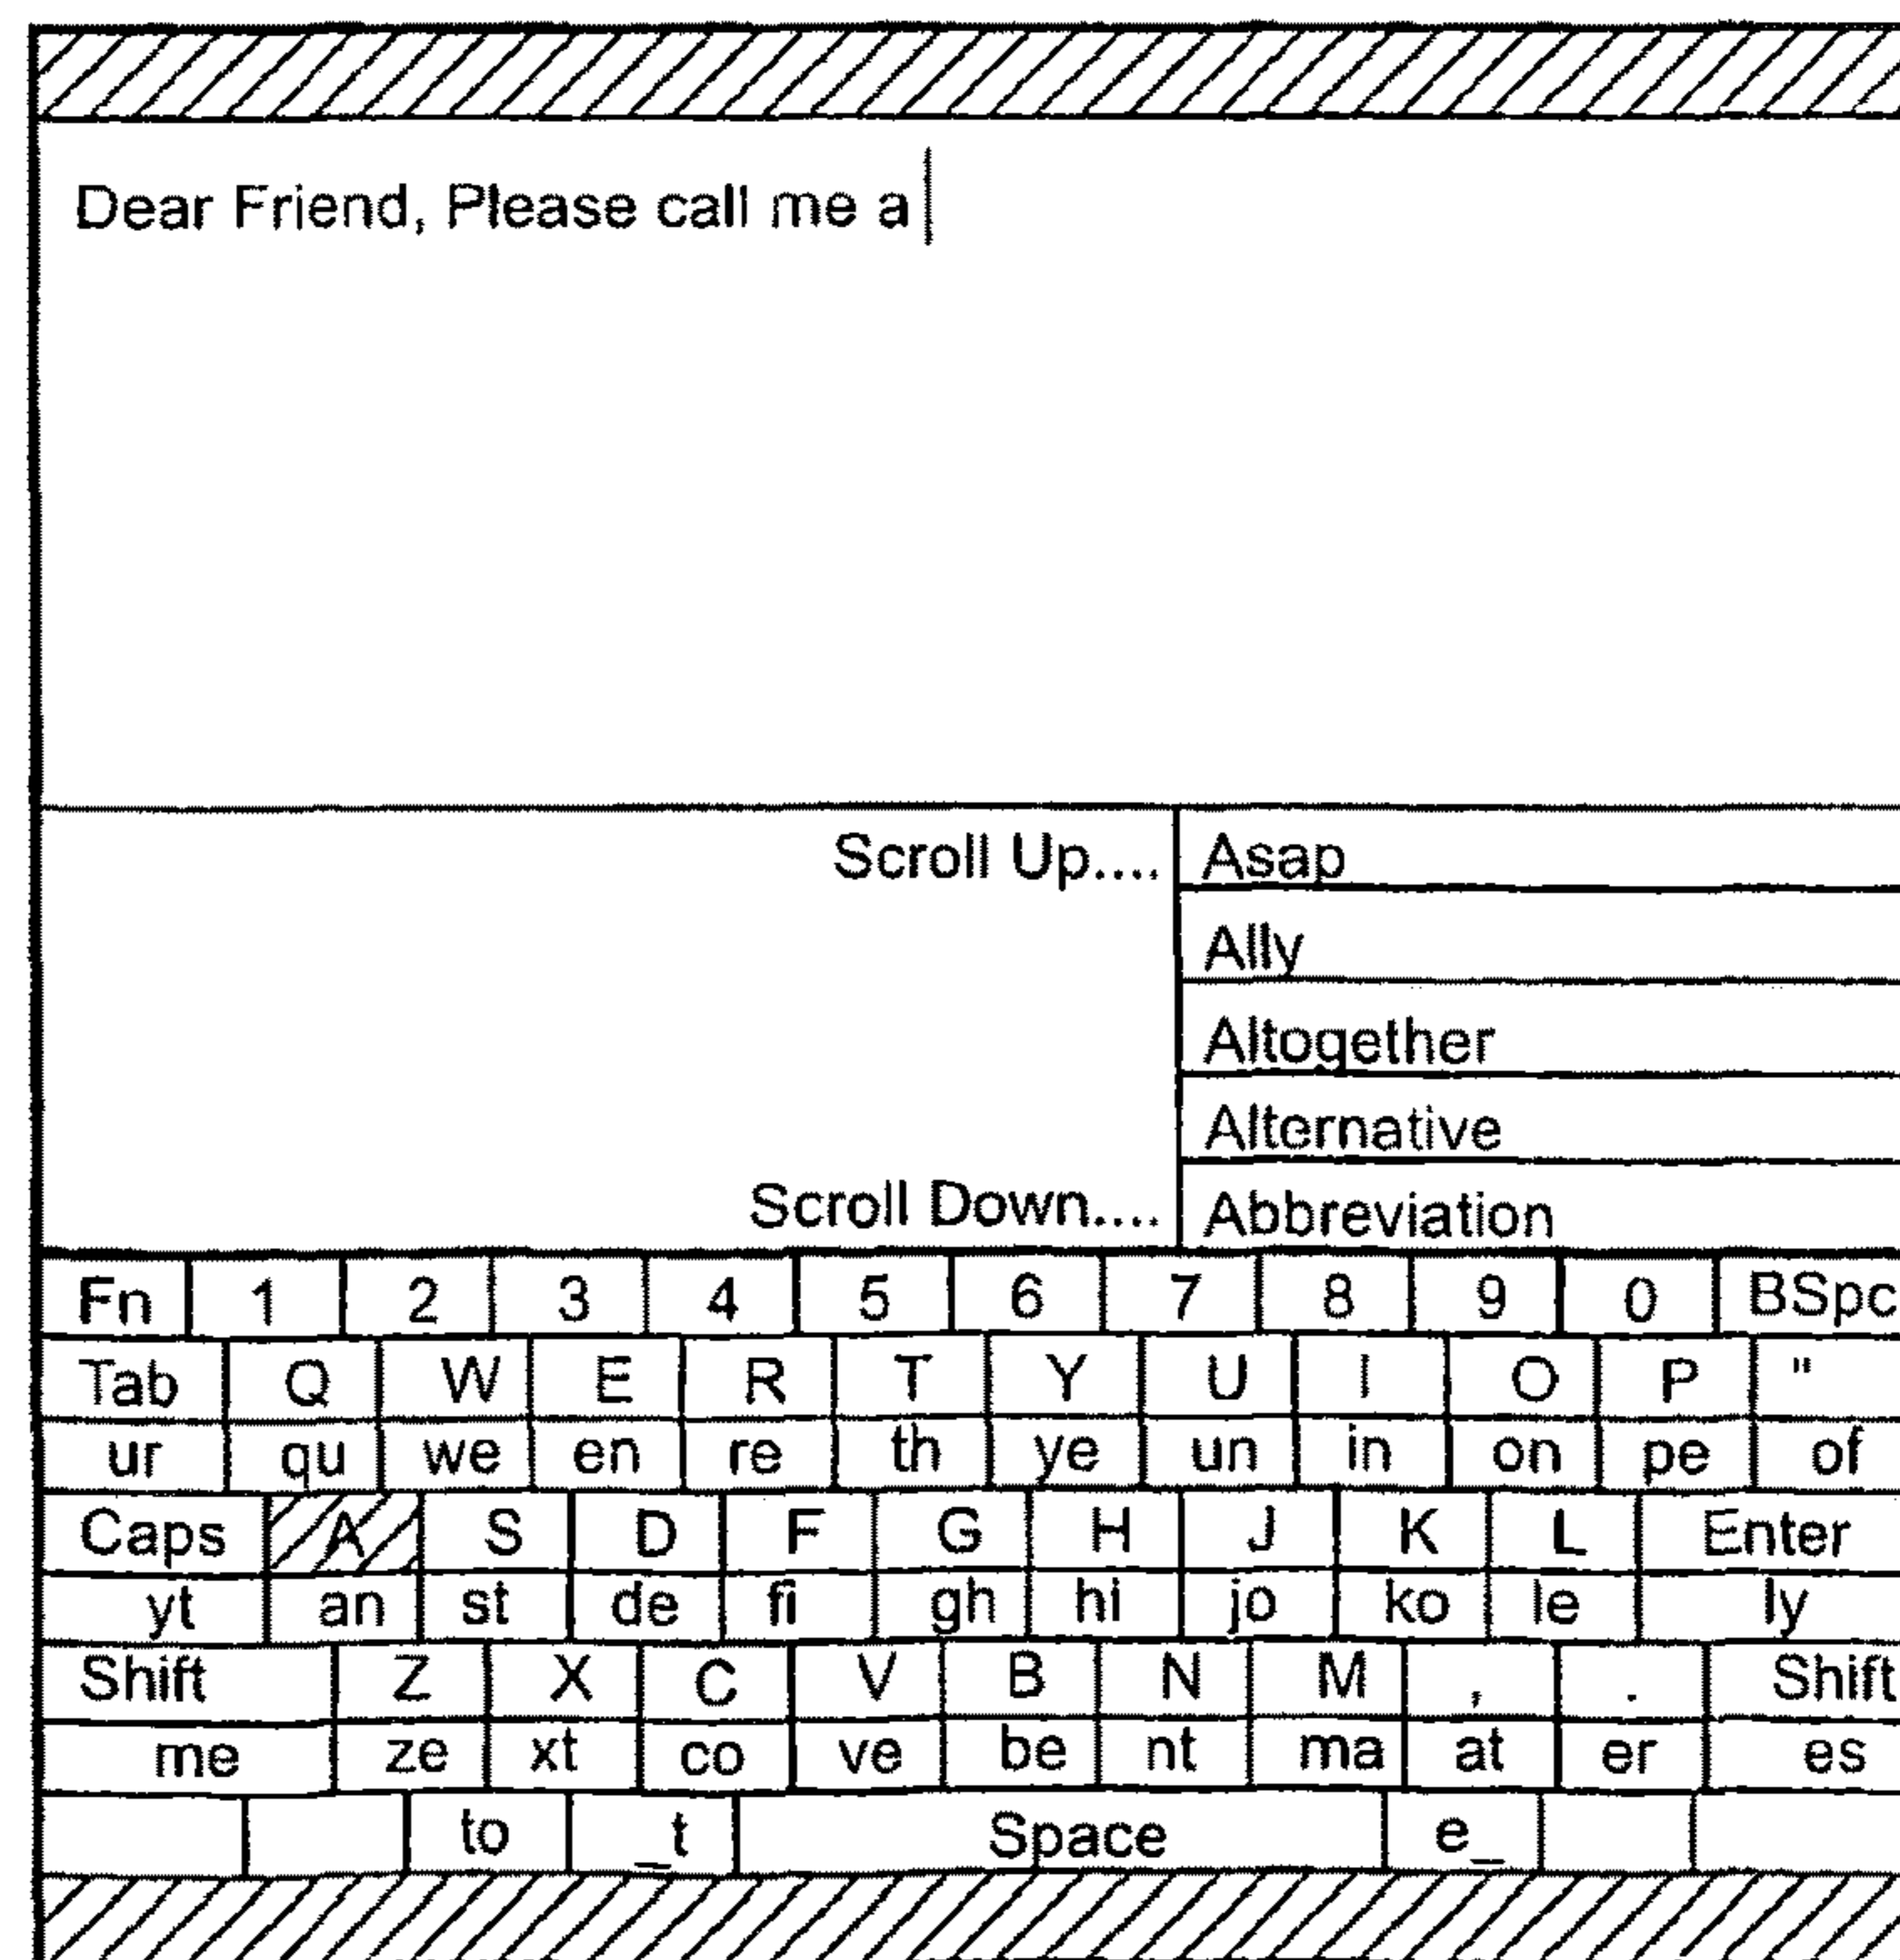 Dear Friend, Please call me a
Scroll Up.... Asap
Ally
Altogether
Alternative
Scroll Down.... Abbreviation
Fn 1 2 3 4 5 6 7 8 9 0 BSpc
Tab Q W E R T Y U I O P "
ur qu we en re th ye un in on pe of
Caps A S D F G H J K L Enter
yt an st de fi gh hi jo ko le ly
Shift Z X C V B N M , . Shift
me ze xt co ve be nt ma at er es
to _t Space e_